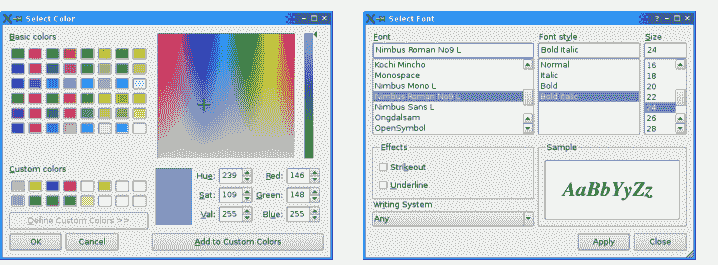 Select Color
Basic colors
Custom colors
Define Custom Colors >>
OK
Cancel
Hue: 239
Red: 146
Sat: 109
Green: 148
Val: 255
Blue: 255
Add to Custom Colors
Select Font
Font
Nimbus Roman No9 L
Kochi Mincho
Monospace
Nimbus Mono L
Nimbus Roman No9 L
Nimbus Sans L
Ongdalsam
OpenSymbol
Font style
Bold Italic
Normal
Italic
Bold
Bold Italic
Size
24
16
18
20
22
24
26
28
Effects
Strikeout
Underline
Writing System
Any
Sample
AaBbYyZz
Apply
Close